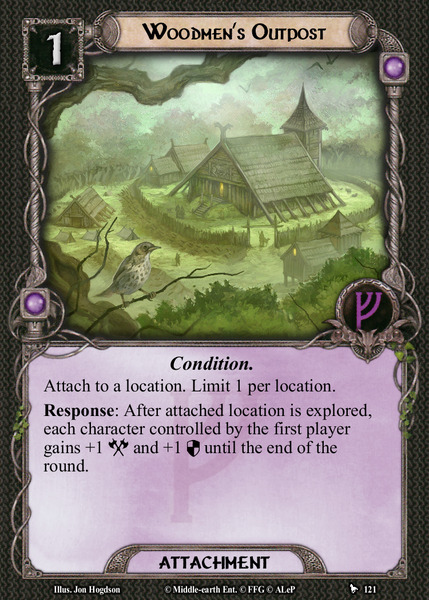 Woodmen's Outpost
1
Condition.
Attach to a location. Limit 1 per location.
Response: After attached location is explored,
each character controlled by the first player
gains +1 and +1 until the end of the
round.
ATTACHMENT
Illus. Jon Hogdson © Middle-earth Ent. © FFG © ALeP 121